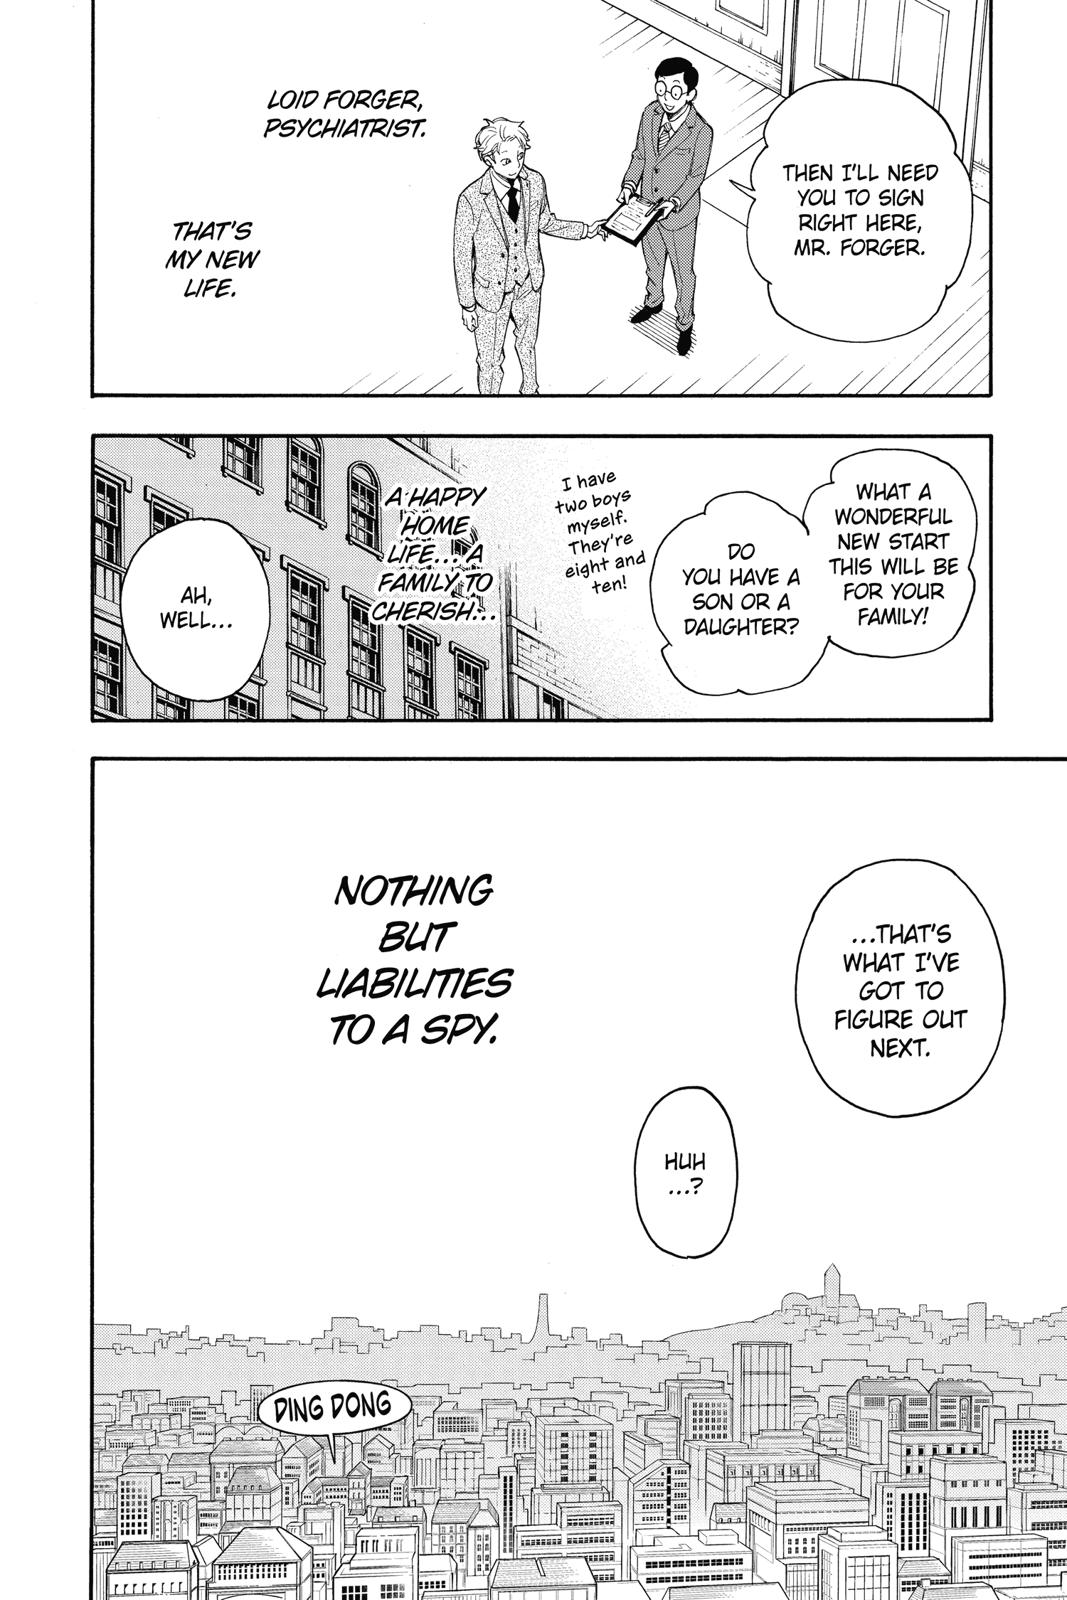 THEN I'LL NEED
YOU TO SIGN
RIGHT HERE,
MR. FORGER.
LOID FORGER,
PSYCHIATRIST.
THAT'S
MY NEW
LIFE.
WHAT A
WONDERFUL
NEW START
THIS WILL BE
FOR YOUR
FAMILY!
DO
YOU HAVE A
SON OR A
DAUGHTER?
I have
two boys
myself.
They're
eight and
ten!
A HAPPY
HOME
LIFE... A
FAMILY TO
CHERISH...
AH,
WELL...
...THAT'S
WHAT I'VE
GOT TO
FIGURE OUT
NEXT.
HUH
...?
NOTHING
BUT
LIABILITIES
TO A SPY.
DING DONG